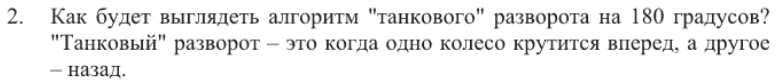 2. Как будет выглядеть алгоритм "танкового" разворота на 180 градусов?
"Танковый" разворот – это когда одно колесо крутится вперед, а другое
– назад.